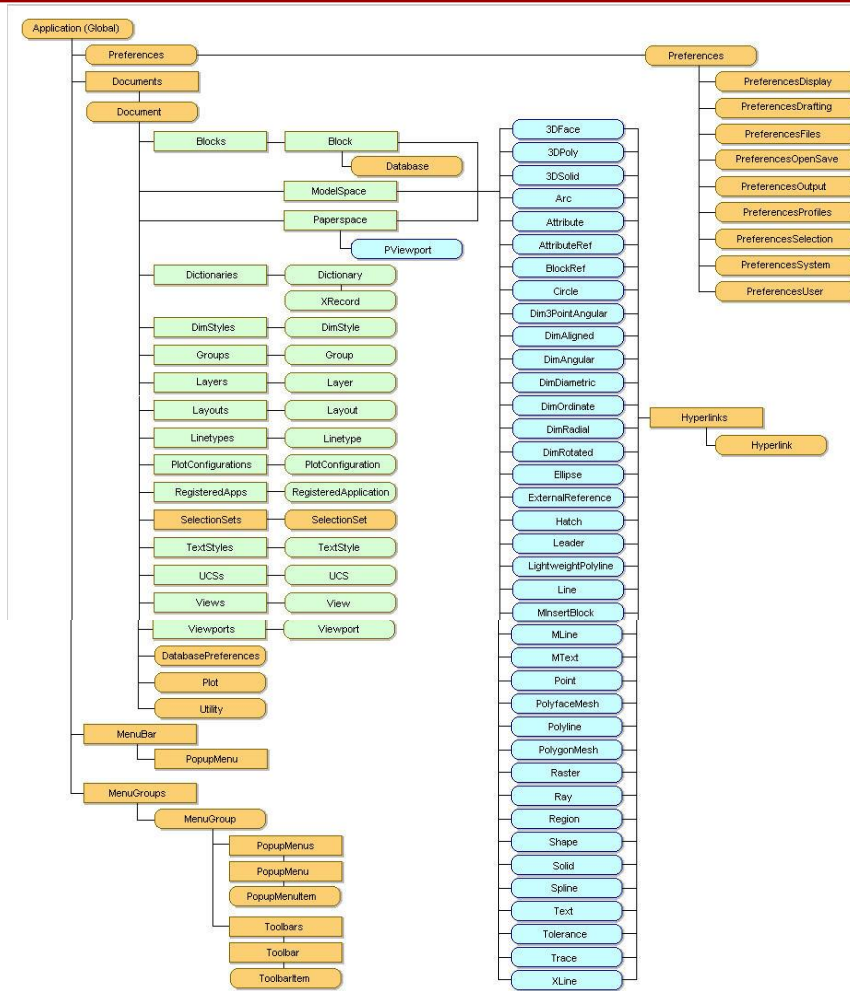 Application (Global)
Preferences
Documents
Document
Blocks
Block
Database
ModelSpace
Paperspace
PViewport
Dictionaries
Dictionary
XRecord
DimStyles
DimStyle
Groups
Group
Layers
Layer
Layouts
Layout
Linetypes
Linetype
PlotConfigurations
PlotConfiguration
RegisteredApps
RegisteredApplication
SelectionSets
SelectionSet
TextStyles
TextStyle
UCSs
UCS
Views
View
Viewports
Viewport
DatabasePreferences
Plot
Utility
MenuBar
PopupMenu
MenuGroups
MenuGroup
PopupMenus
PopupMenu
PopupMenuItem
Toolbars
Toolbar
ToolbarItem
3DFace
3DPoly
3DSolid
Arc
Attribute
AttributeRef
BlockRef
Circle
Dim3PointAngular
DimAligned
DimAngular
DimDiametric
DimOrdinate
DimRadial
DimRotated
Ellipse
ExternalReference
Hatch
Leader
LightweightPolyline
Line
MInsertBlock
MLine
MText
Point
PolyfaceMesh
Polyline
PolygonMesh
Raster
Ray
Region
Shape
Solid
Spline
Text
Tolerance
Trace
XLine
Preferences
PreferencesDisplay
PreferencesDrafting
PreferencesFiles
PreferencesOpenSave
PreferencesOutput
PreferencesProfiles
PreferencesSelection
PreferencesSystem
PreferencesUser
Hyperlinks
Hyperlink